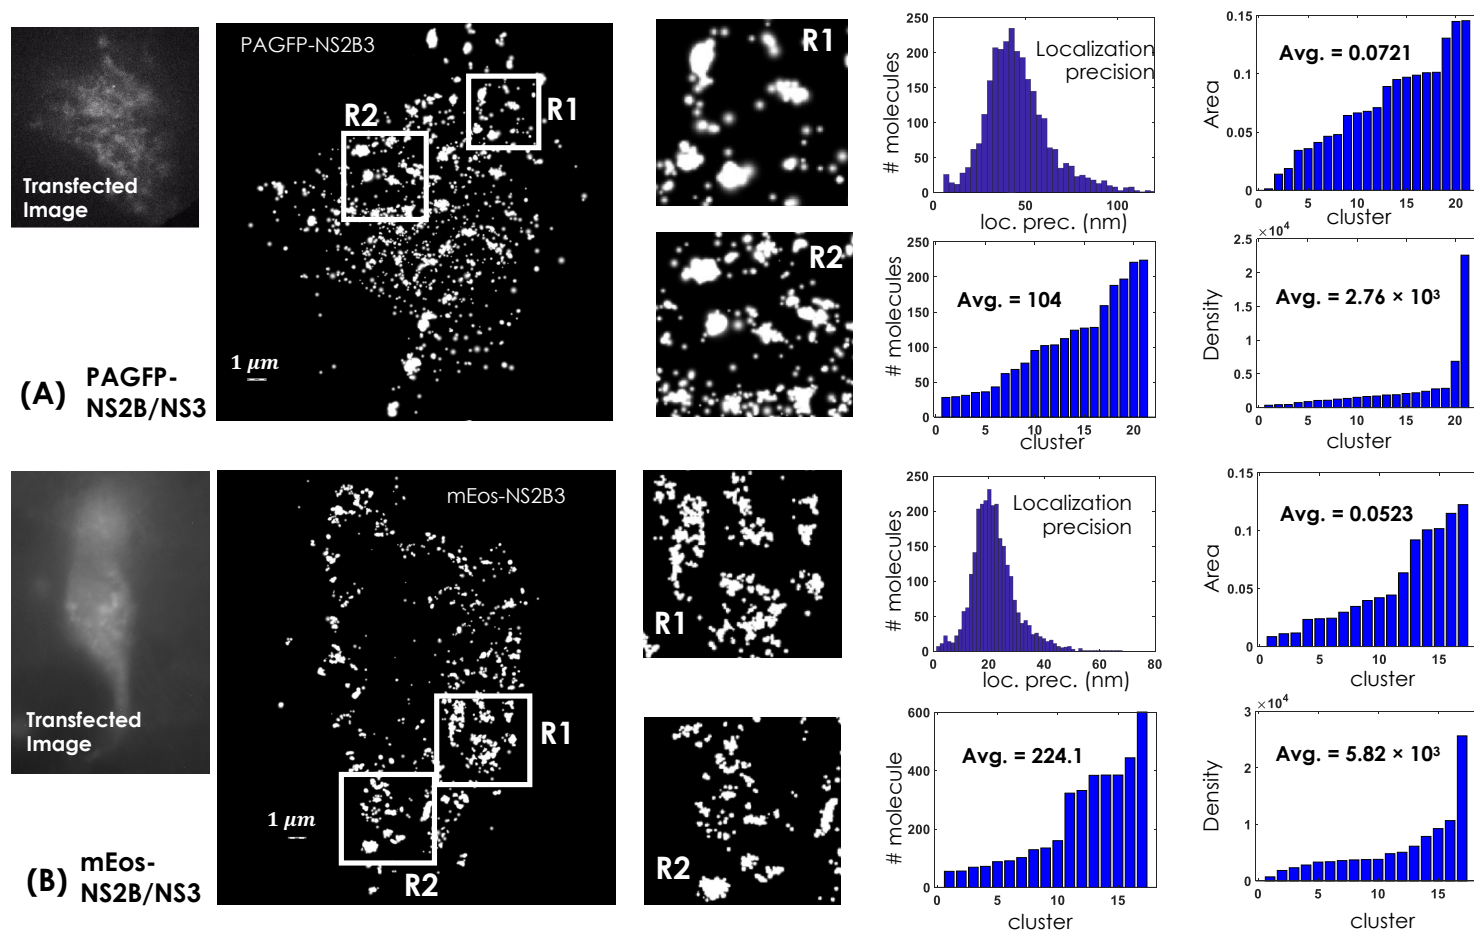 PAGFP-NS2B3
R1
R2
Transfected
Image
1 μm
(A)
PAGFP-
NS2B/NS3
R1
R2
# molecules
250
200
150
100
50
0
Localization
precision
0 50 100
loc. prec. (nm)
Area
0.15
0.1
0.05
0
Avg. = 0.0721
0 5 10 15 20
cluster
# molecules
250
200
150
100
50
0
Avg. = 104
0 5 10 15 20
cluster
×10⁴
Density
2.5
2
1.5
1
0.5
0
Avg. = 2.76 × 10³
0 5 10 15 20
cluster
mEos-NS2B3
Transfected
Image
R1
R2
1 μm
(B)
mEos-
NS2B/NS3
R1
R2
# molecules
250
200
150
100
50
0
Localization
precision
0 20 40 60 80
loc. prec. (nm)
Area
0.15
0.1
0.05
0
Avg. = 0.0523
0 5 10 15
cluster
# molecule
600
400
200
0
Avg. = 224.1
0 5 10 15
cluster
×10⁴
Density
3
2
1
0
Avg. = 5.82 × 10³
0 5 10 15
cluster